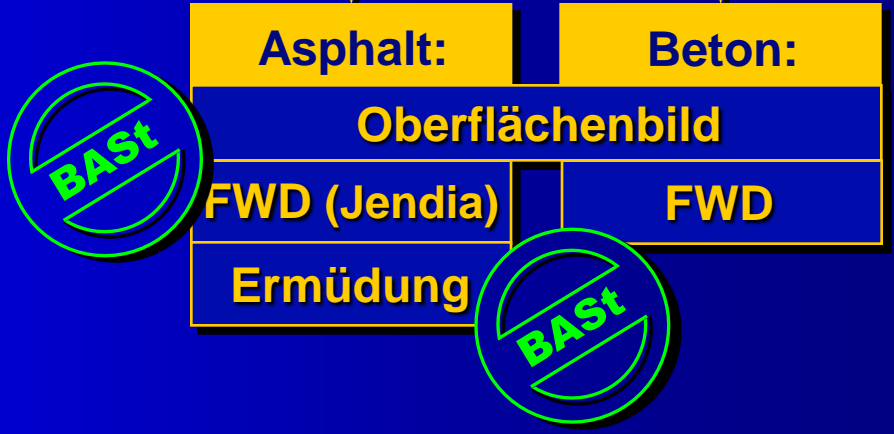 Asphalt:
Beton:
Oberflächenbild
BASt
FWD (Jendia)
FWD
Ermüdung
BASt